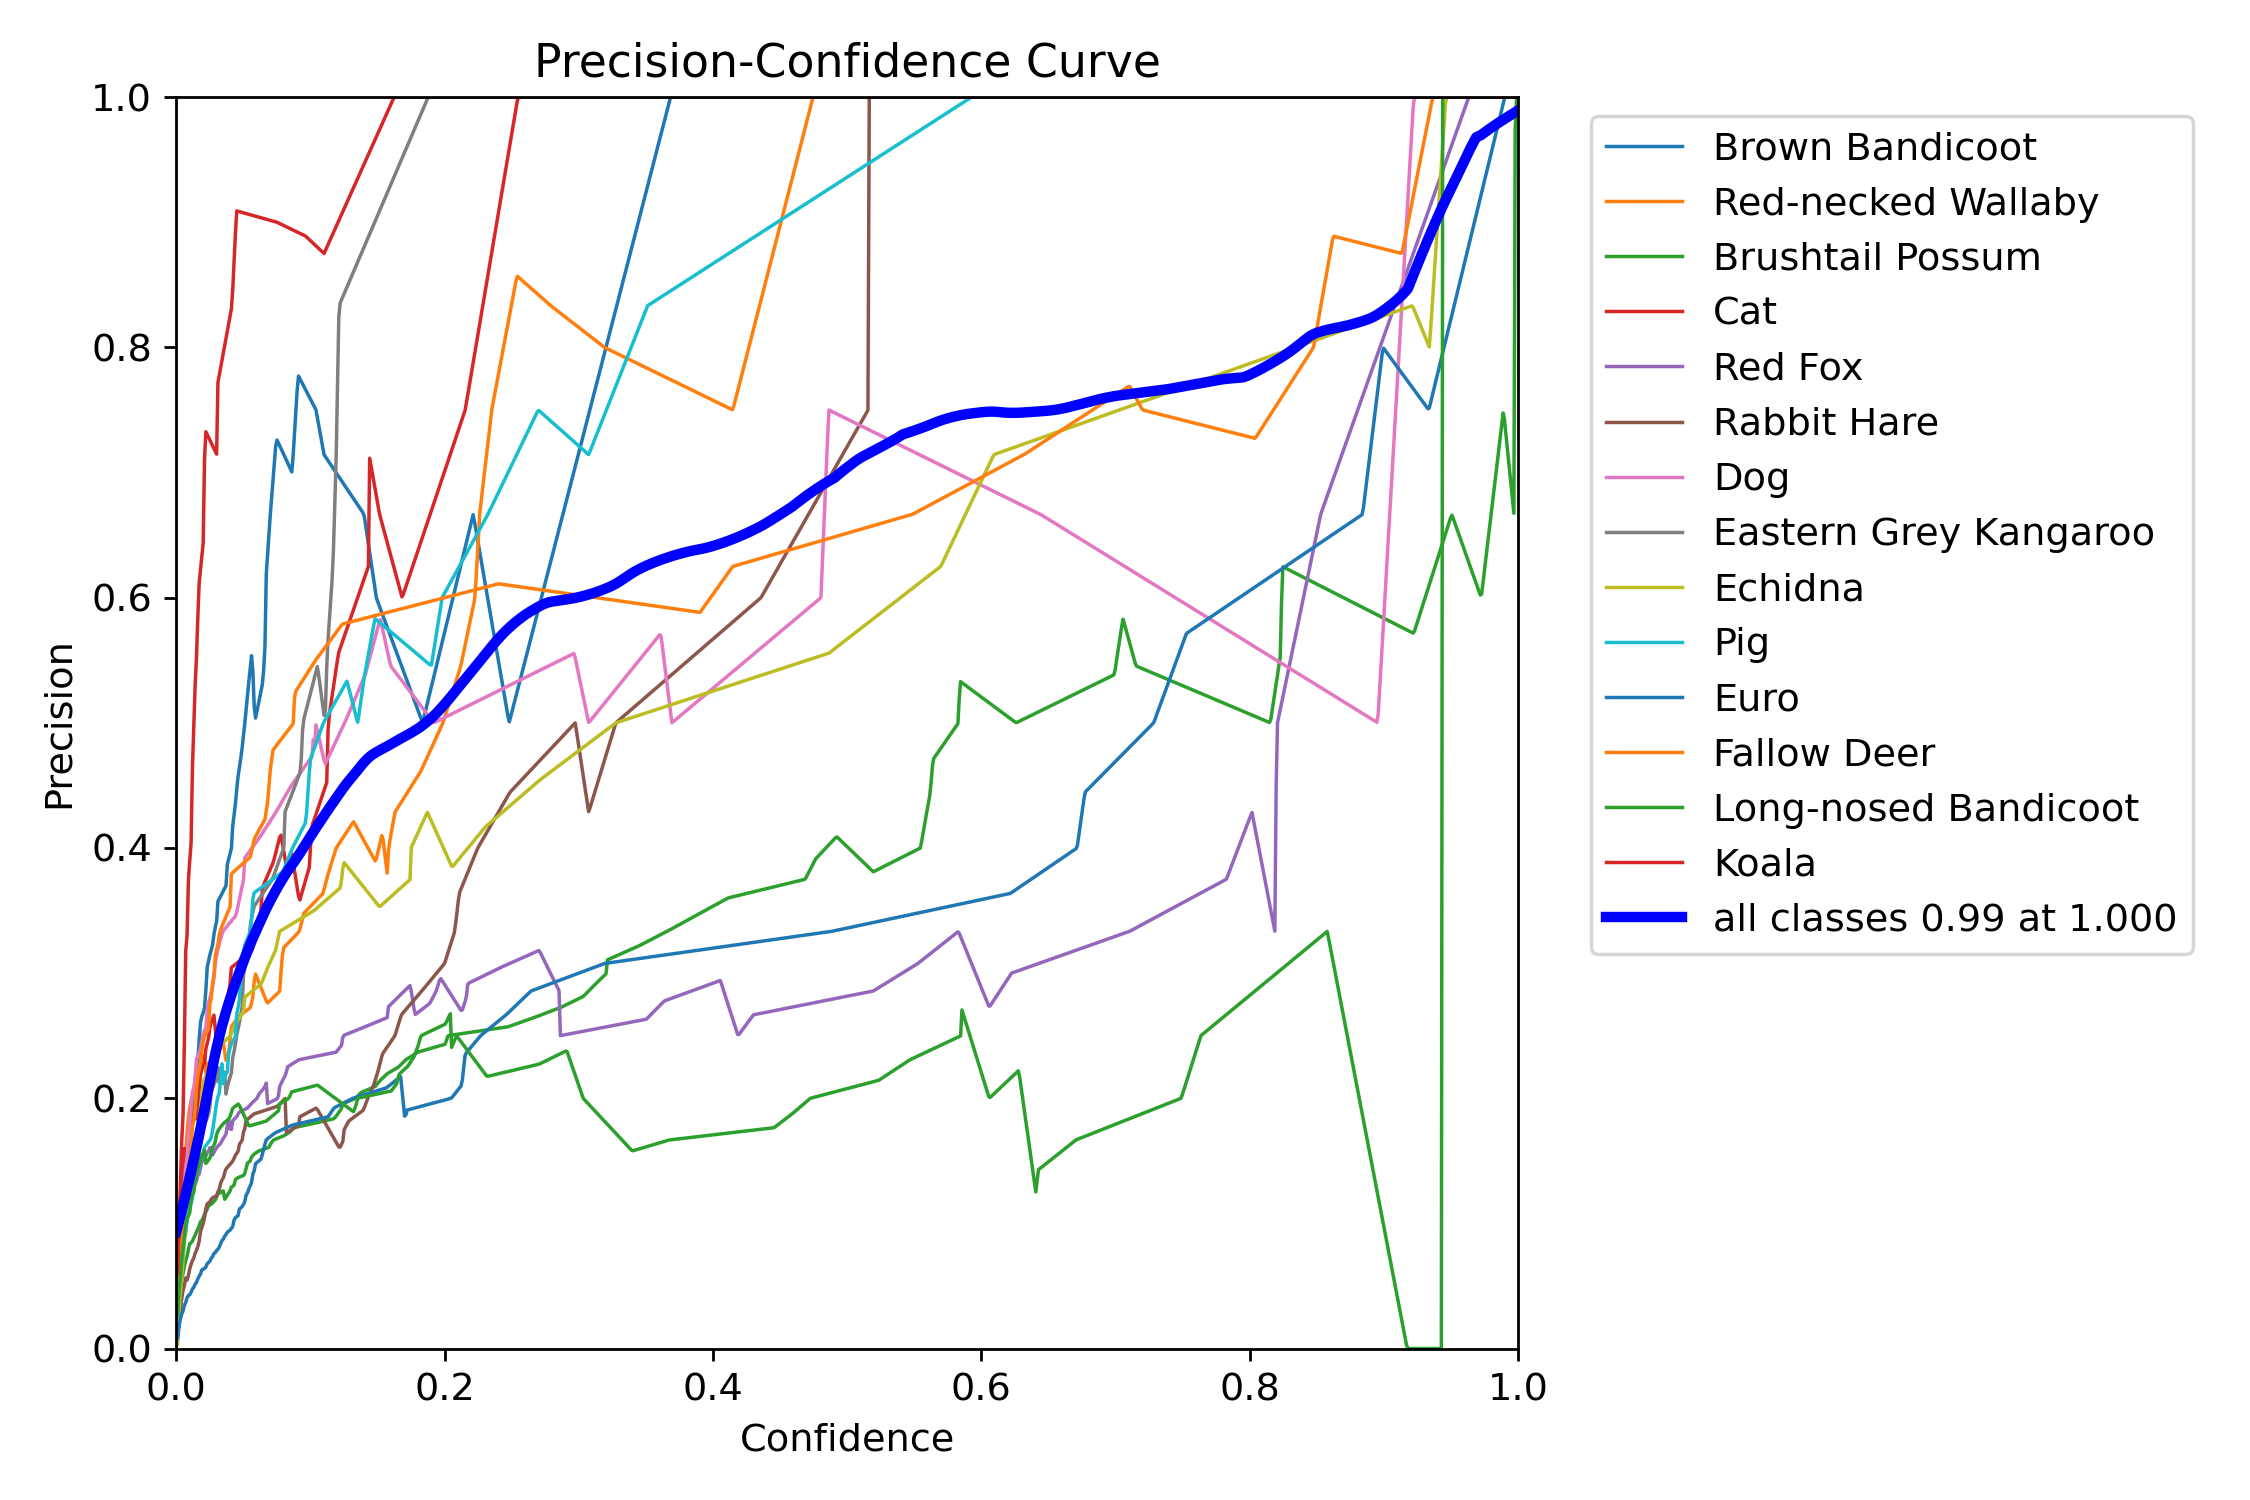 Precision-Confidence Curve
1.0
0.8
0.6
0.4
0.2
0.0
Precision
0.0 0.2 0.4 0.6 0.8 1.0
Confidence
Brown Bandicoot
Red-necked Wallaby
Brushtail Possum
Cat
Red Fox
Rabbit Hare
Dog
Eastern Grey Kangaroo
Echidna
Pig
Euro
Fallow Deer
Long-nosed Bandicoot
Koala
all classes 0.99 at 1.000